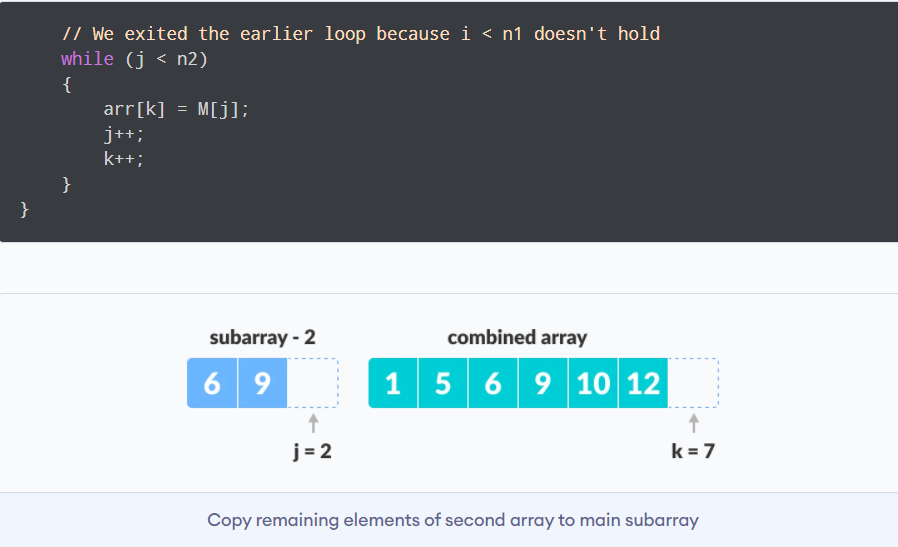 // We exited the earlier loop because i < n1 doesn't hold
while (j < n2)
{
arr[k] = M[j];
j++;
k++;
}
}
subarray - 2
combined array
6 9
1 5 6 9 10 12
j = 2
k = 7
Copy remaining elements of second array to main subarray